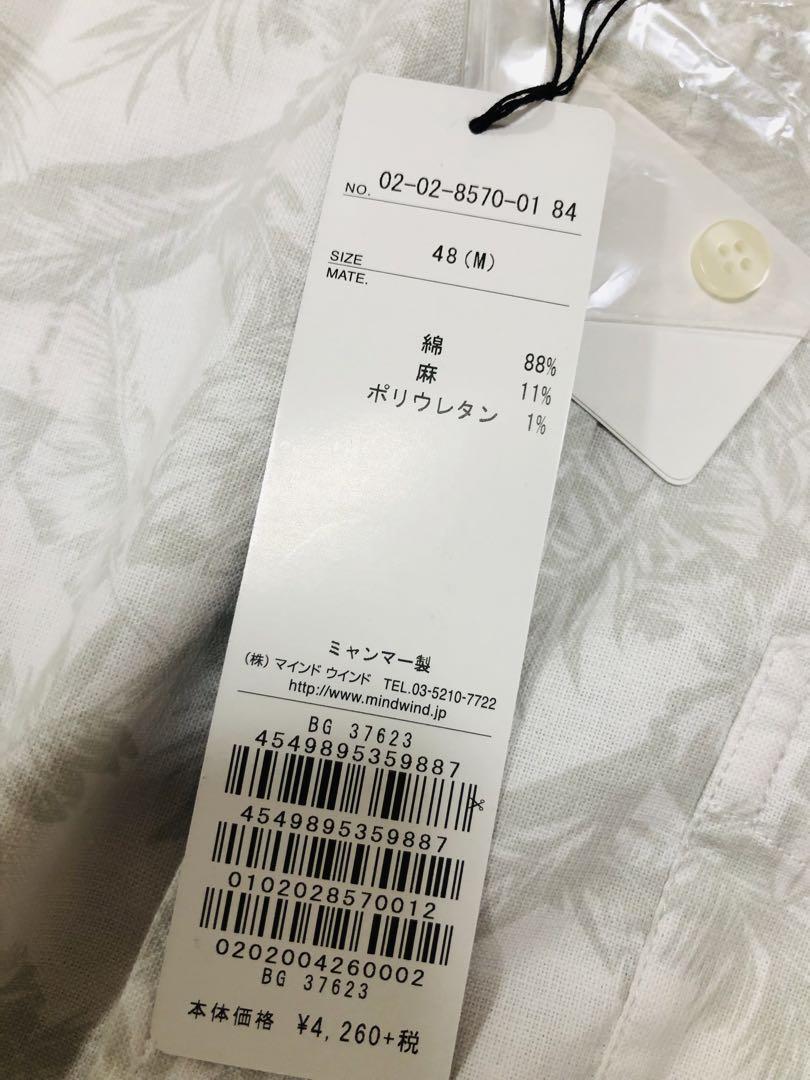 NO. 02-02-8570-01 84
SIZE 48(M)
MATE.
綿 88%
麻 11%
ポリウレタン 1%
ミャンマー製
(株)マインド ウインド TEL.03-5210-7722
http://www.mindwind.jp
BG 37623
4549895359887
4549895359887
0102028570012
0202004260002
BG 37623
本体価格 ¥4,260+税